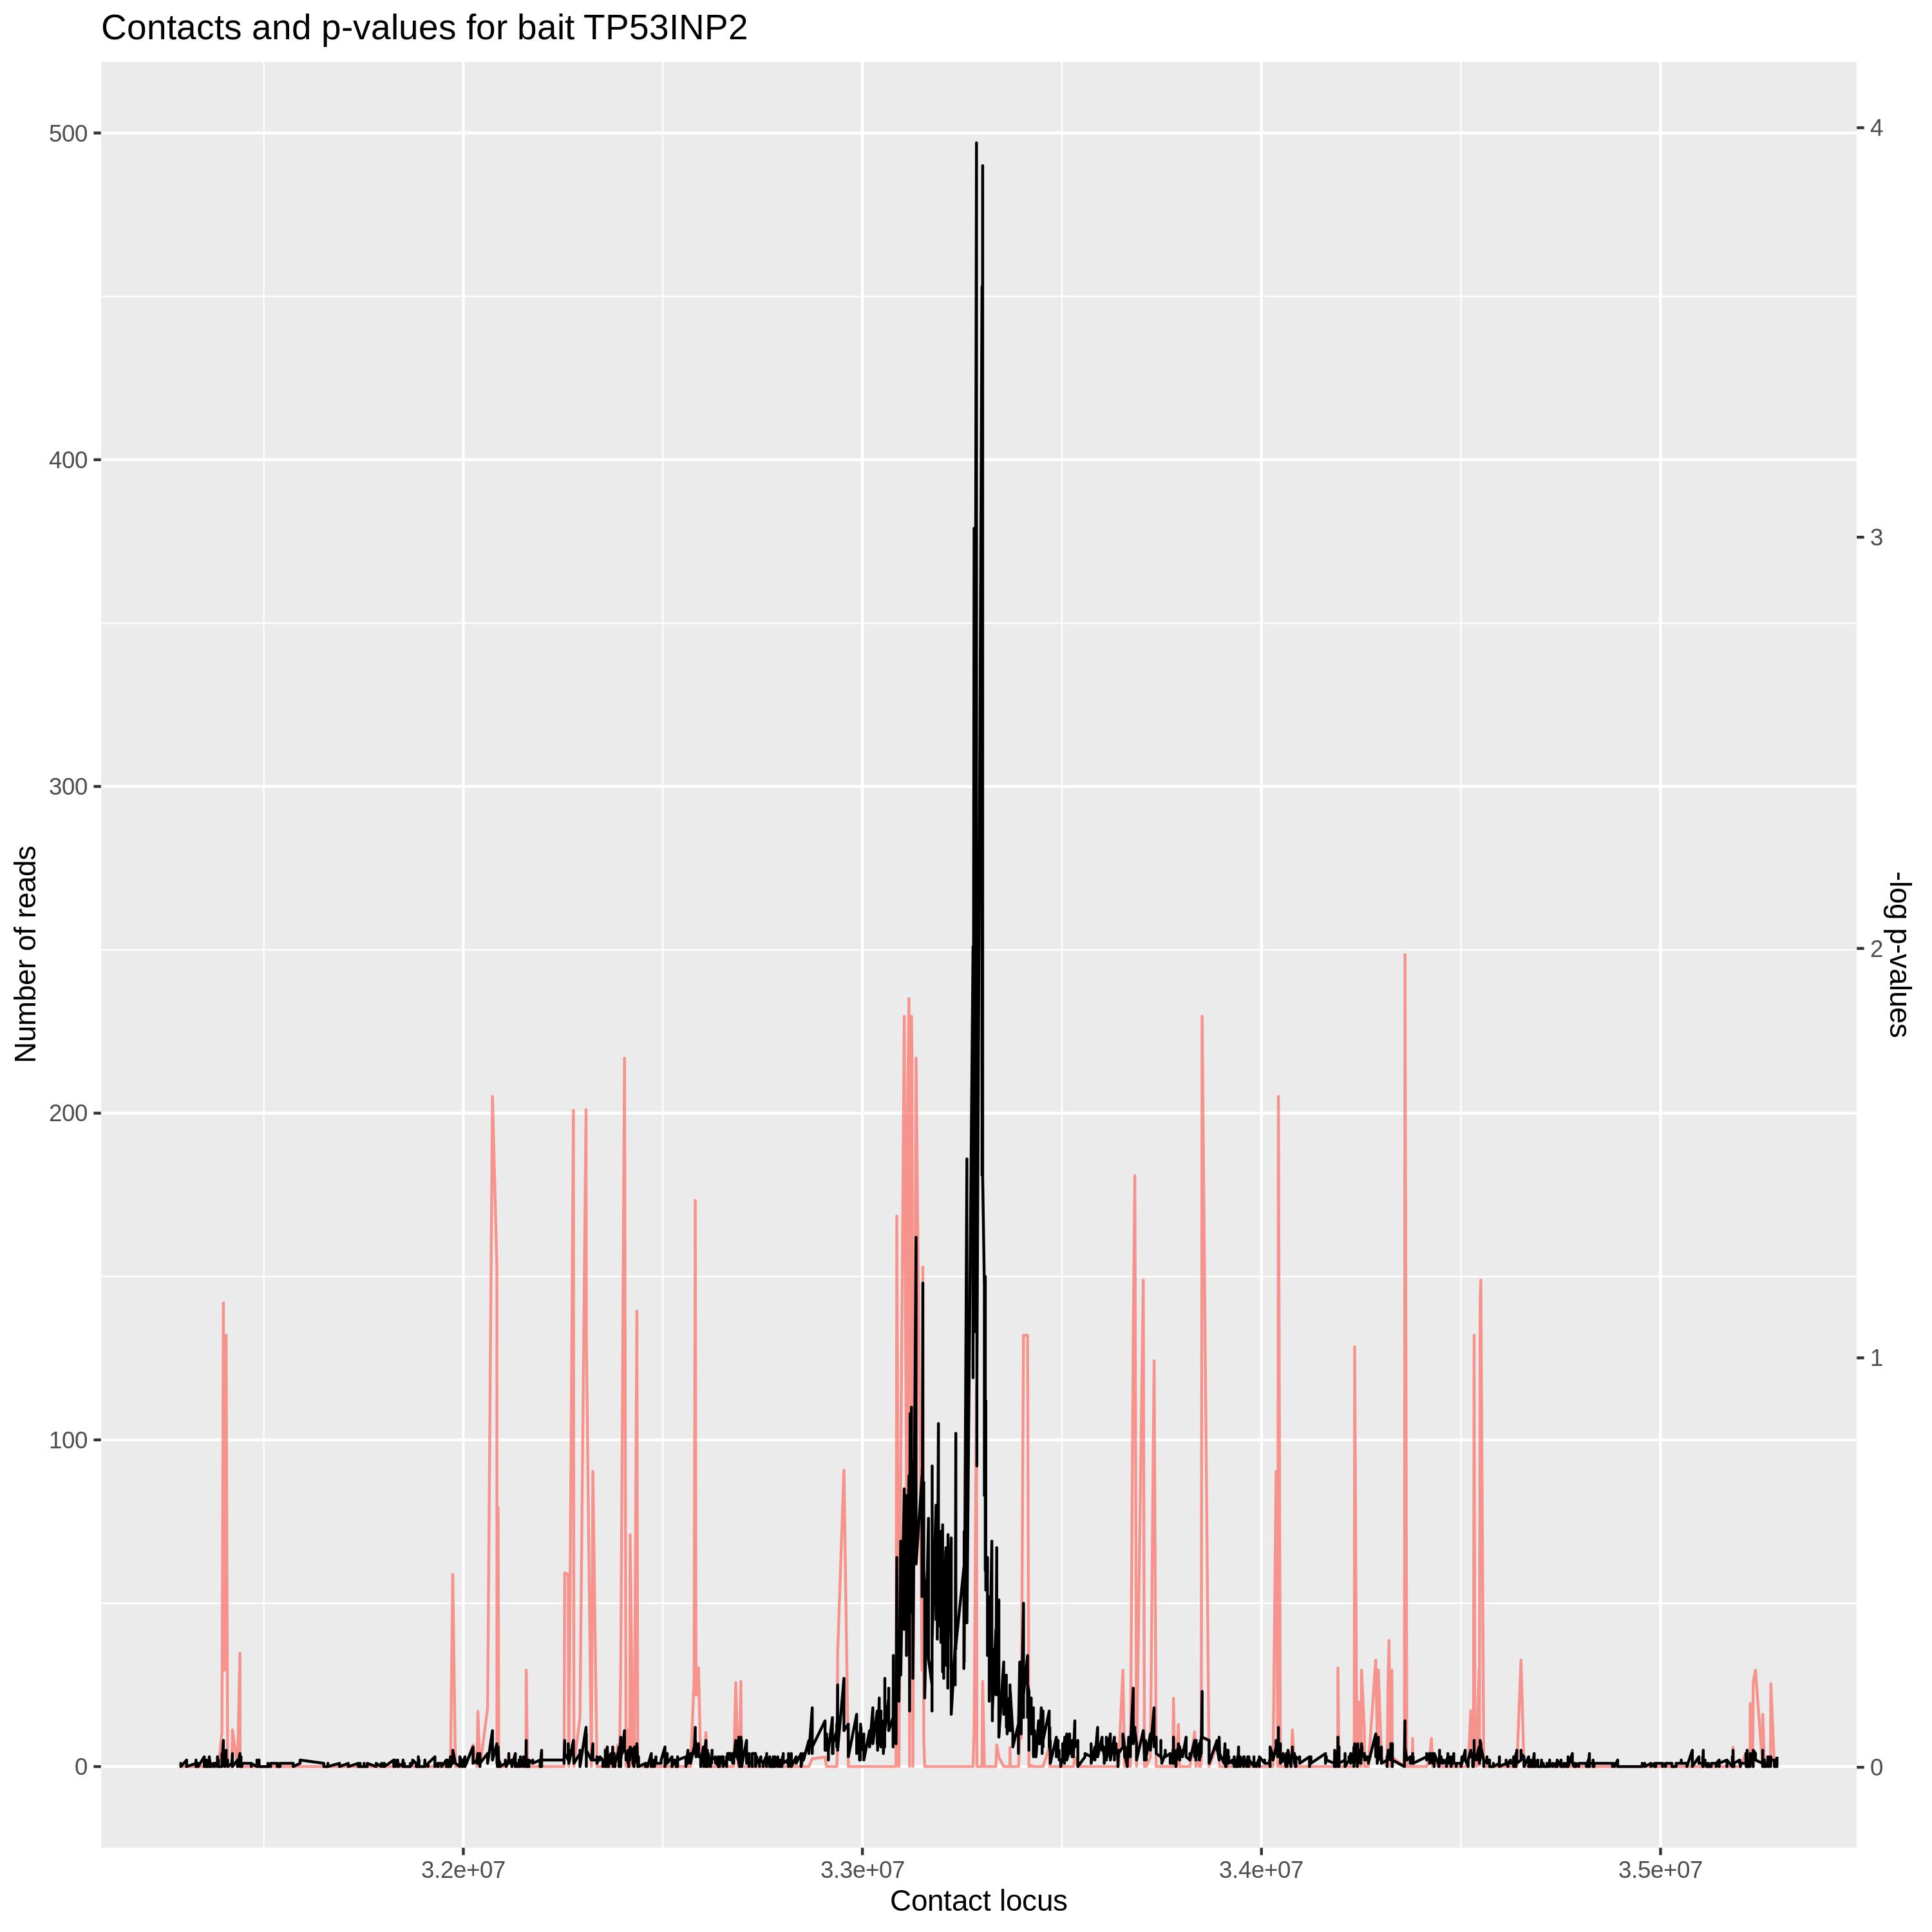 Contacts and p-values for bait TP53INP2
500
400
300
200
100
0
Number of reads
4
3
2
1
0
-log p-values
3.2e+07
3.3e+07
3.4e+07
3.5e+07
Contact locus